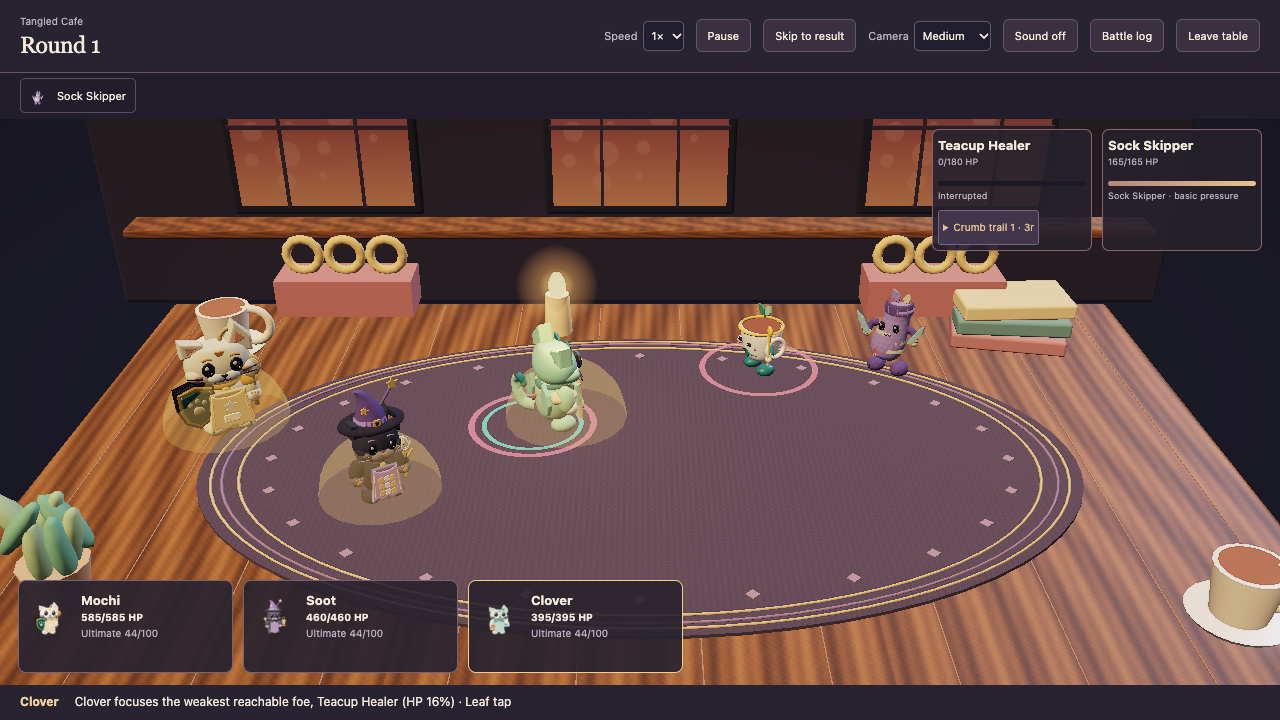 Tangled Cafe
Round 1
Speed 1× Pause Skip to result Camera Medium Sound off Battle log Leave table
Sock Skipper
Teacup Healer
0/180 HP
Interrupted
Crumb trail 1 · 3r
Sock Skipper
165/165 HP
Sock Skipper · basic pressure
Mochi
585/585 HP
Ultimate 44/100
Soot
460/460 HP
Ultimate 44/100
Clover
395/395 HP
Ultimate 44/100
Clover Clover focuses the weakest reachable foe, Teacup Healer (HP 16%) · Leaf tap